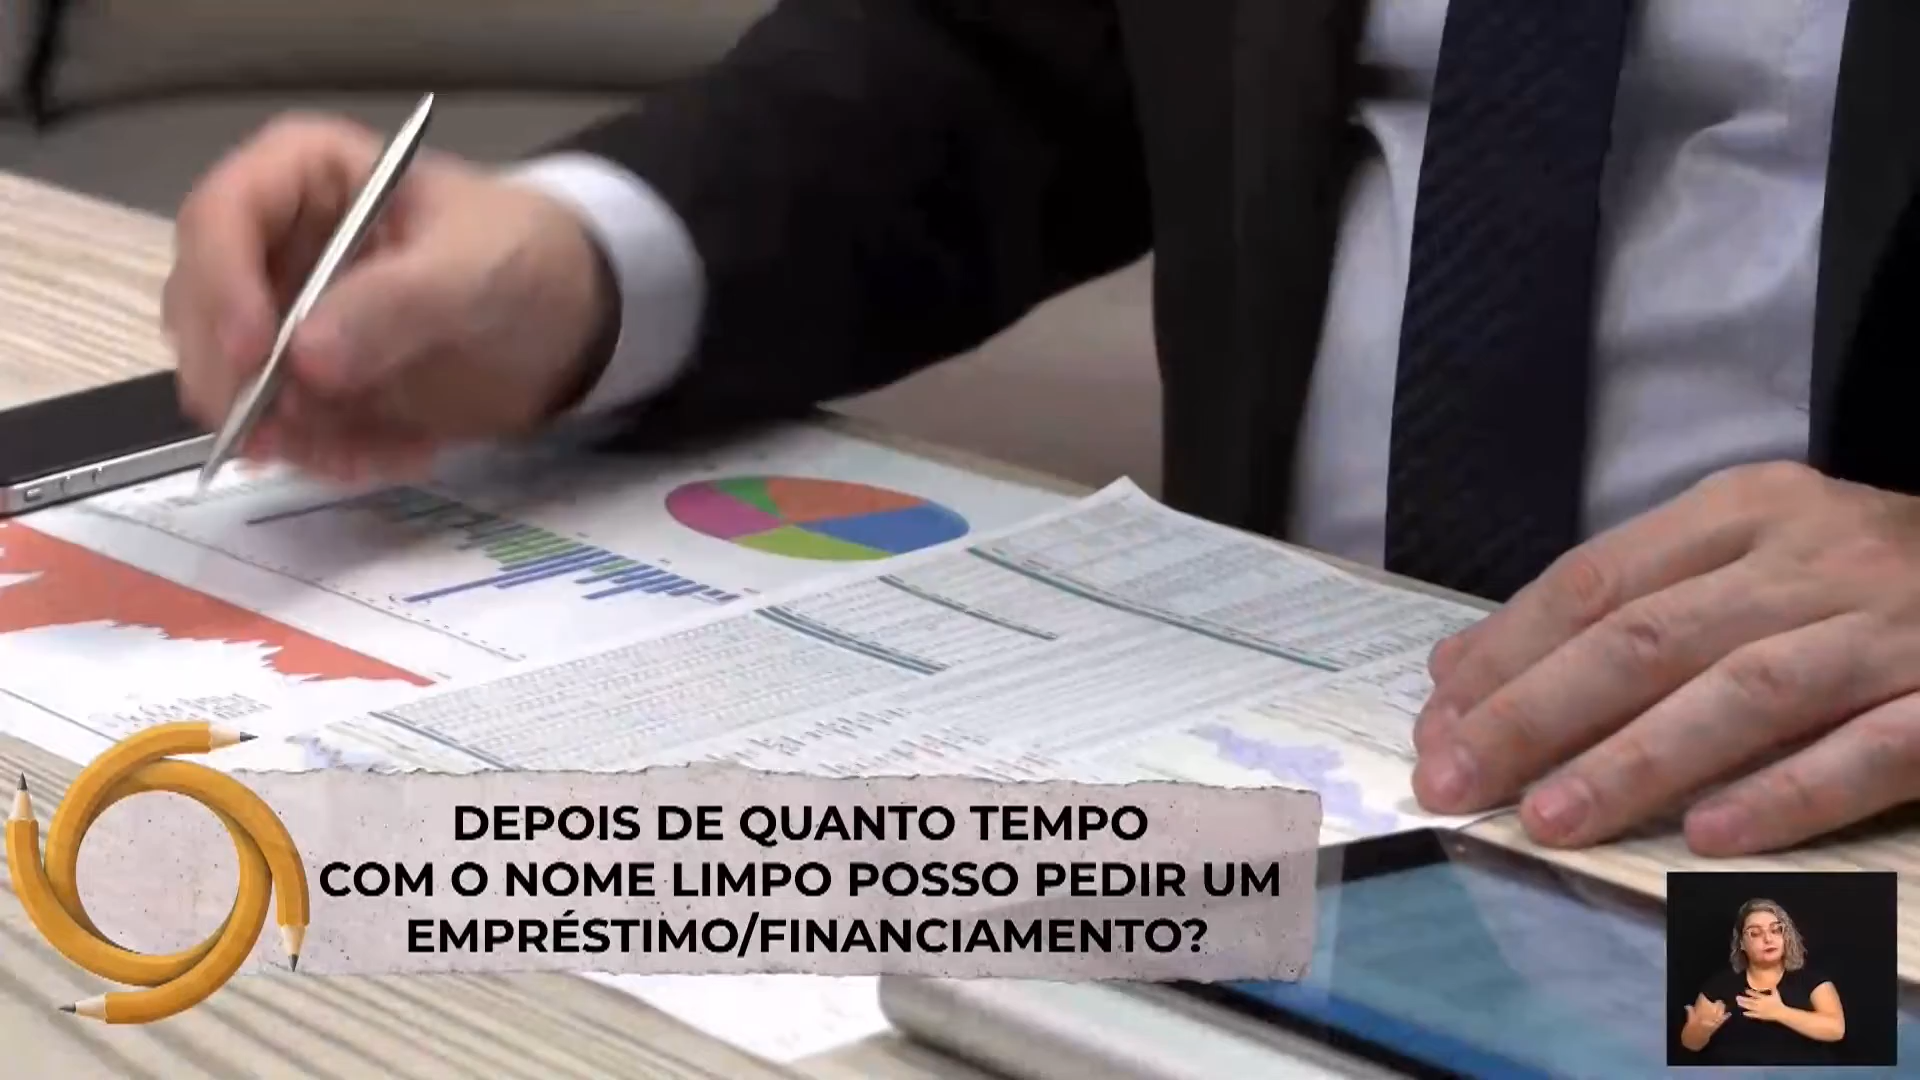 DEPOIS DE QUANTO TEMPO
COM O NOME LIMPO POSSO PEDIR UM
EMPRÉSTIMO/FINANCIAMENTO?